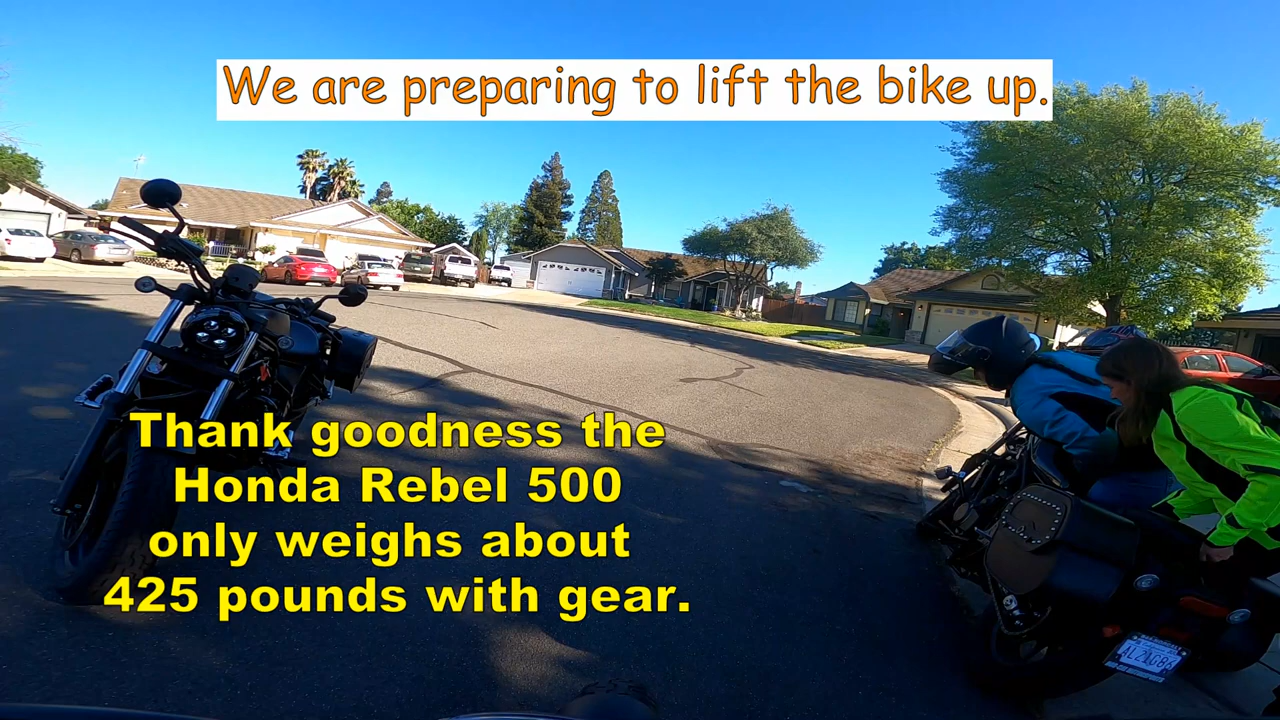 We are preparing to lift the bike up.
Thank goodness the
Honda Rebel 500
only weighs about
425 pounds with gear.